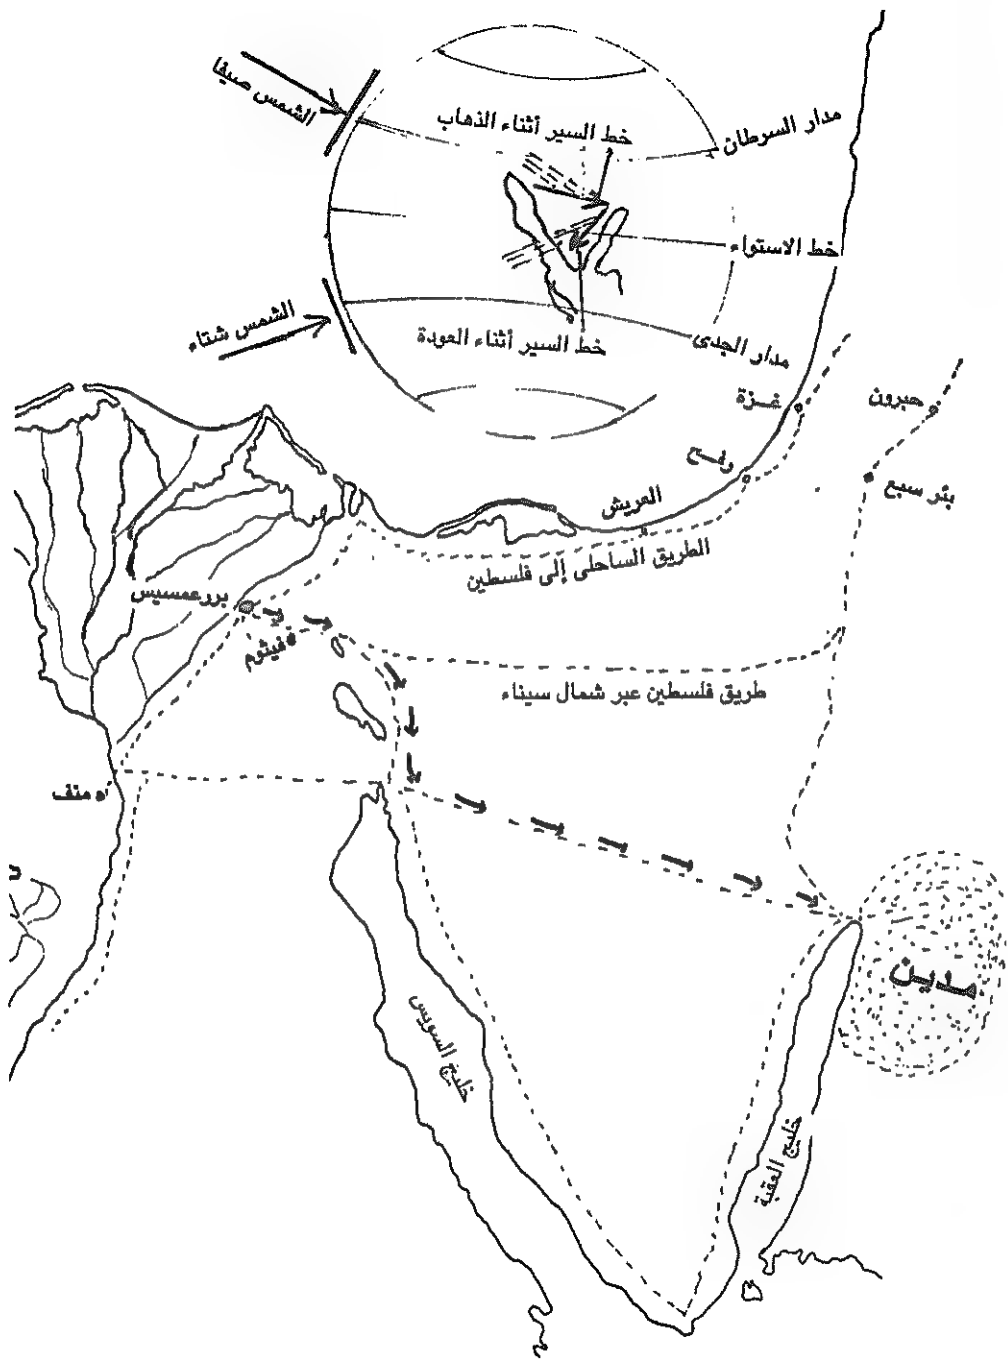 الشمس صيفا
خط السير أثناء الذهاب
مدار السرطان
خط الاستواء
الشمس شتاء
خط السير أثناء العودة
مدار الجدى
غزة
حبرون
رفح
بئر سبع
العريش
الطريق الساحلى إلى فلسطين
بررعمسيس
فيثوم
طريق فلسطين عبر شمال سيناء
منف
مدين
خليج السويس
خليج العقبة